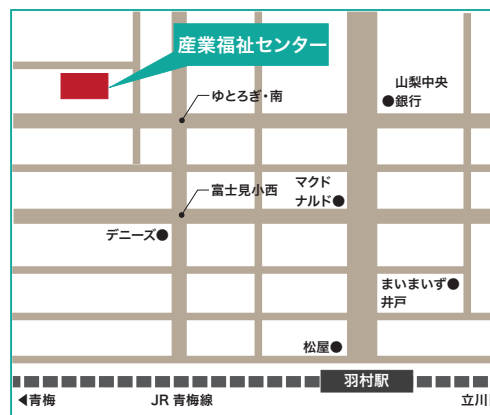 産業福祉センター
ゆとろぎ・南
山梨中央
●銀行
富士見小西
マクド
ナルド●
デニーズ●
まいまいず●
井戸
松屋●
羽村駅
◀青梅
JR 青梅線
立川